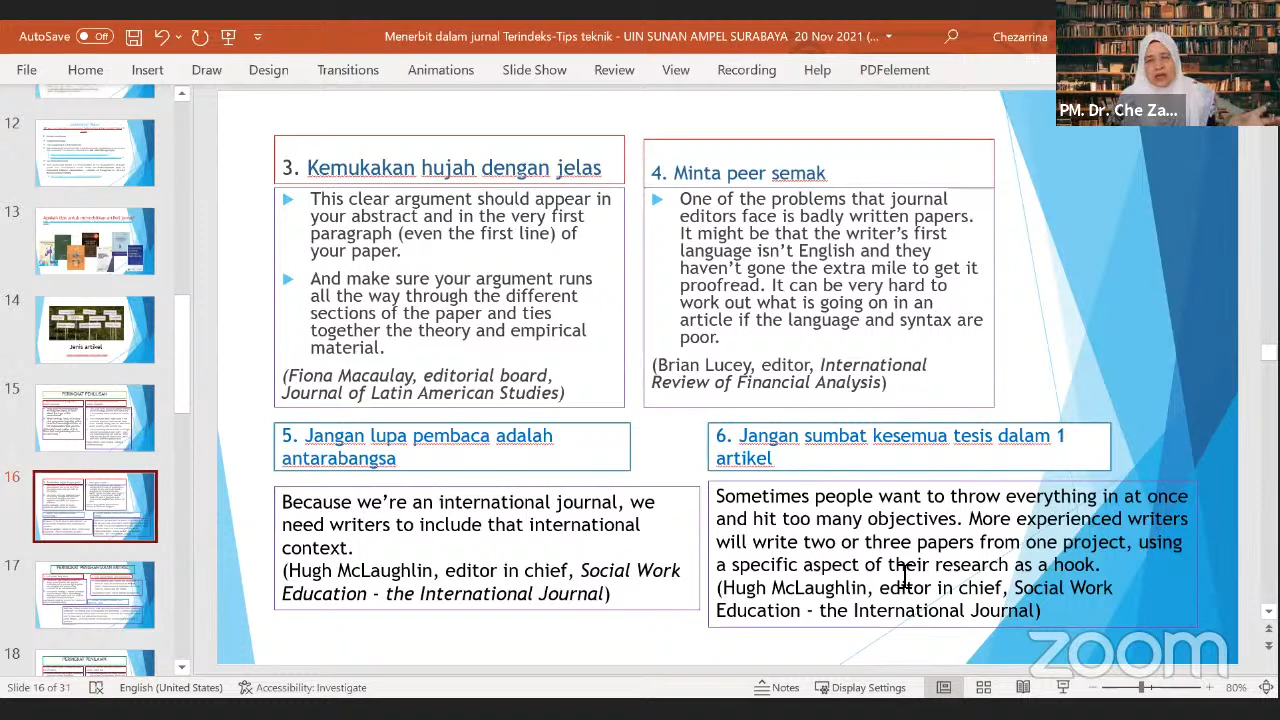 AutoSave Off
Menerbit dalam jurnal Terindeks-Tips teknik - UIN SUNAN AMPEL SURABAYA 20 Nov 2021 (...
Chezarrina
File Home Insert Draw Design Slide Show Transitions Animations Review View Recording Help PDFelement
PM. Dr. Che Za...
12
13
14
Jenis artikel
15
PERINGKAT PENULISAN
16
17
18
3. Kemukakan hujah dengan jelas
This clear argument should appear in
your abstract and in the very first
paragraph (even the first line) of
your paper.
And make sure your argument runs
all the way through the different
sections of the paper and ties
together the theory and empirical
material.
(Fiona Macaulay, editorial board,
Journal of Latin American Studies)
4. Minta peer semak
One of the problems that journal
editors face is badly written papers.
It might be that the writer's first
language isn't English and they
haven't gone the extra mile to get it
proofread. It can be very hard to
work out what is going on in an
article if the language and syntax are
poor.
(Brian Lucey, editor, International
Review of Financial Analysis)
5. Jangan lupa pembaca adalah
antarabangsa
Because we're an international journal, we
need writers to include that international
context.
(Hugh McLaughlin, editor in chief, Social Work
Education - the International Journal)
6. Jangan sumbat kesemua tesis dalam 1
artikel
Sometimes people want to throw everything in at once
and hit too many objectives. More experienced writers
will write two or three papers from one project, using
a specific aspect of their research as a hook.
(Hugh McLaughlin, editor in chief, Social Work
Education - the International Journal)
zoom
Slide 16 of 31 English (United States) Accessibility: Investigate Notes Display Settings 80%